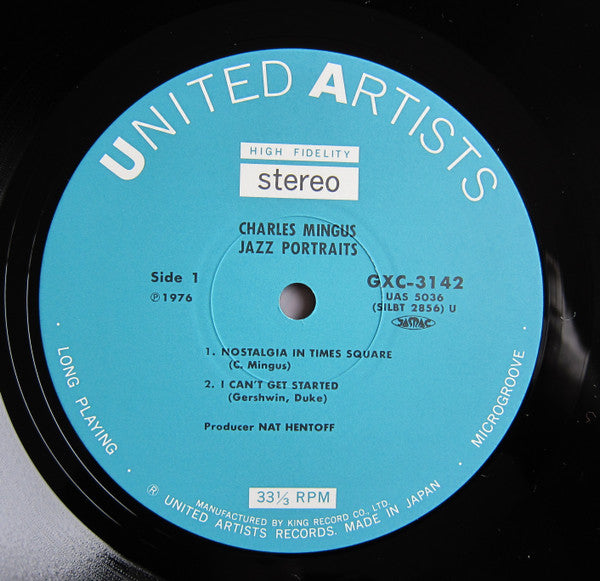 UNITED ARTISTS
HIGH FIDELITY
stereo
CHARLES MINGUS
JAZZ PORTRAITS
Side 1
GXC-3142
℗ 1976
UAS 5036
(SILBT 2856) U
JASRAC
1. NOSTALGIA IN TIMES SQUARE
(C. Mingus)
2. I CAN'T GET STARTED
(Gershwin, Duke)
Producer NAT HENTOFF
· LONG PLAYING ·
· MICROGROOVE ·
33⅓ RPM
MANUFACTURED BY KING RECORD CO., LTD.
® UNITED ARTISTS RECORDS. MADE IN JAPAN